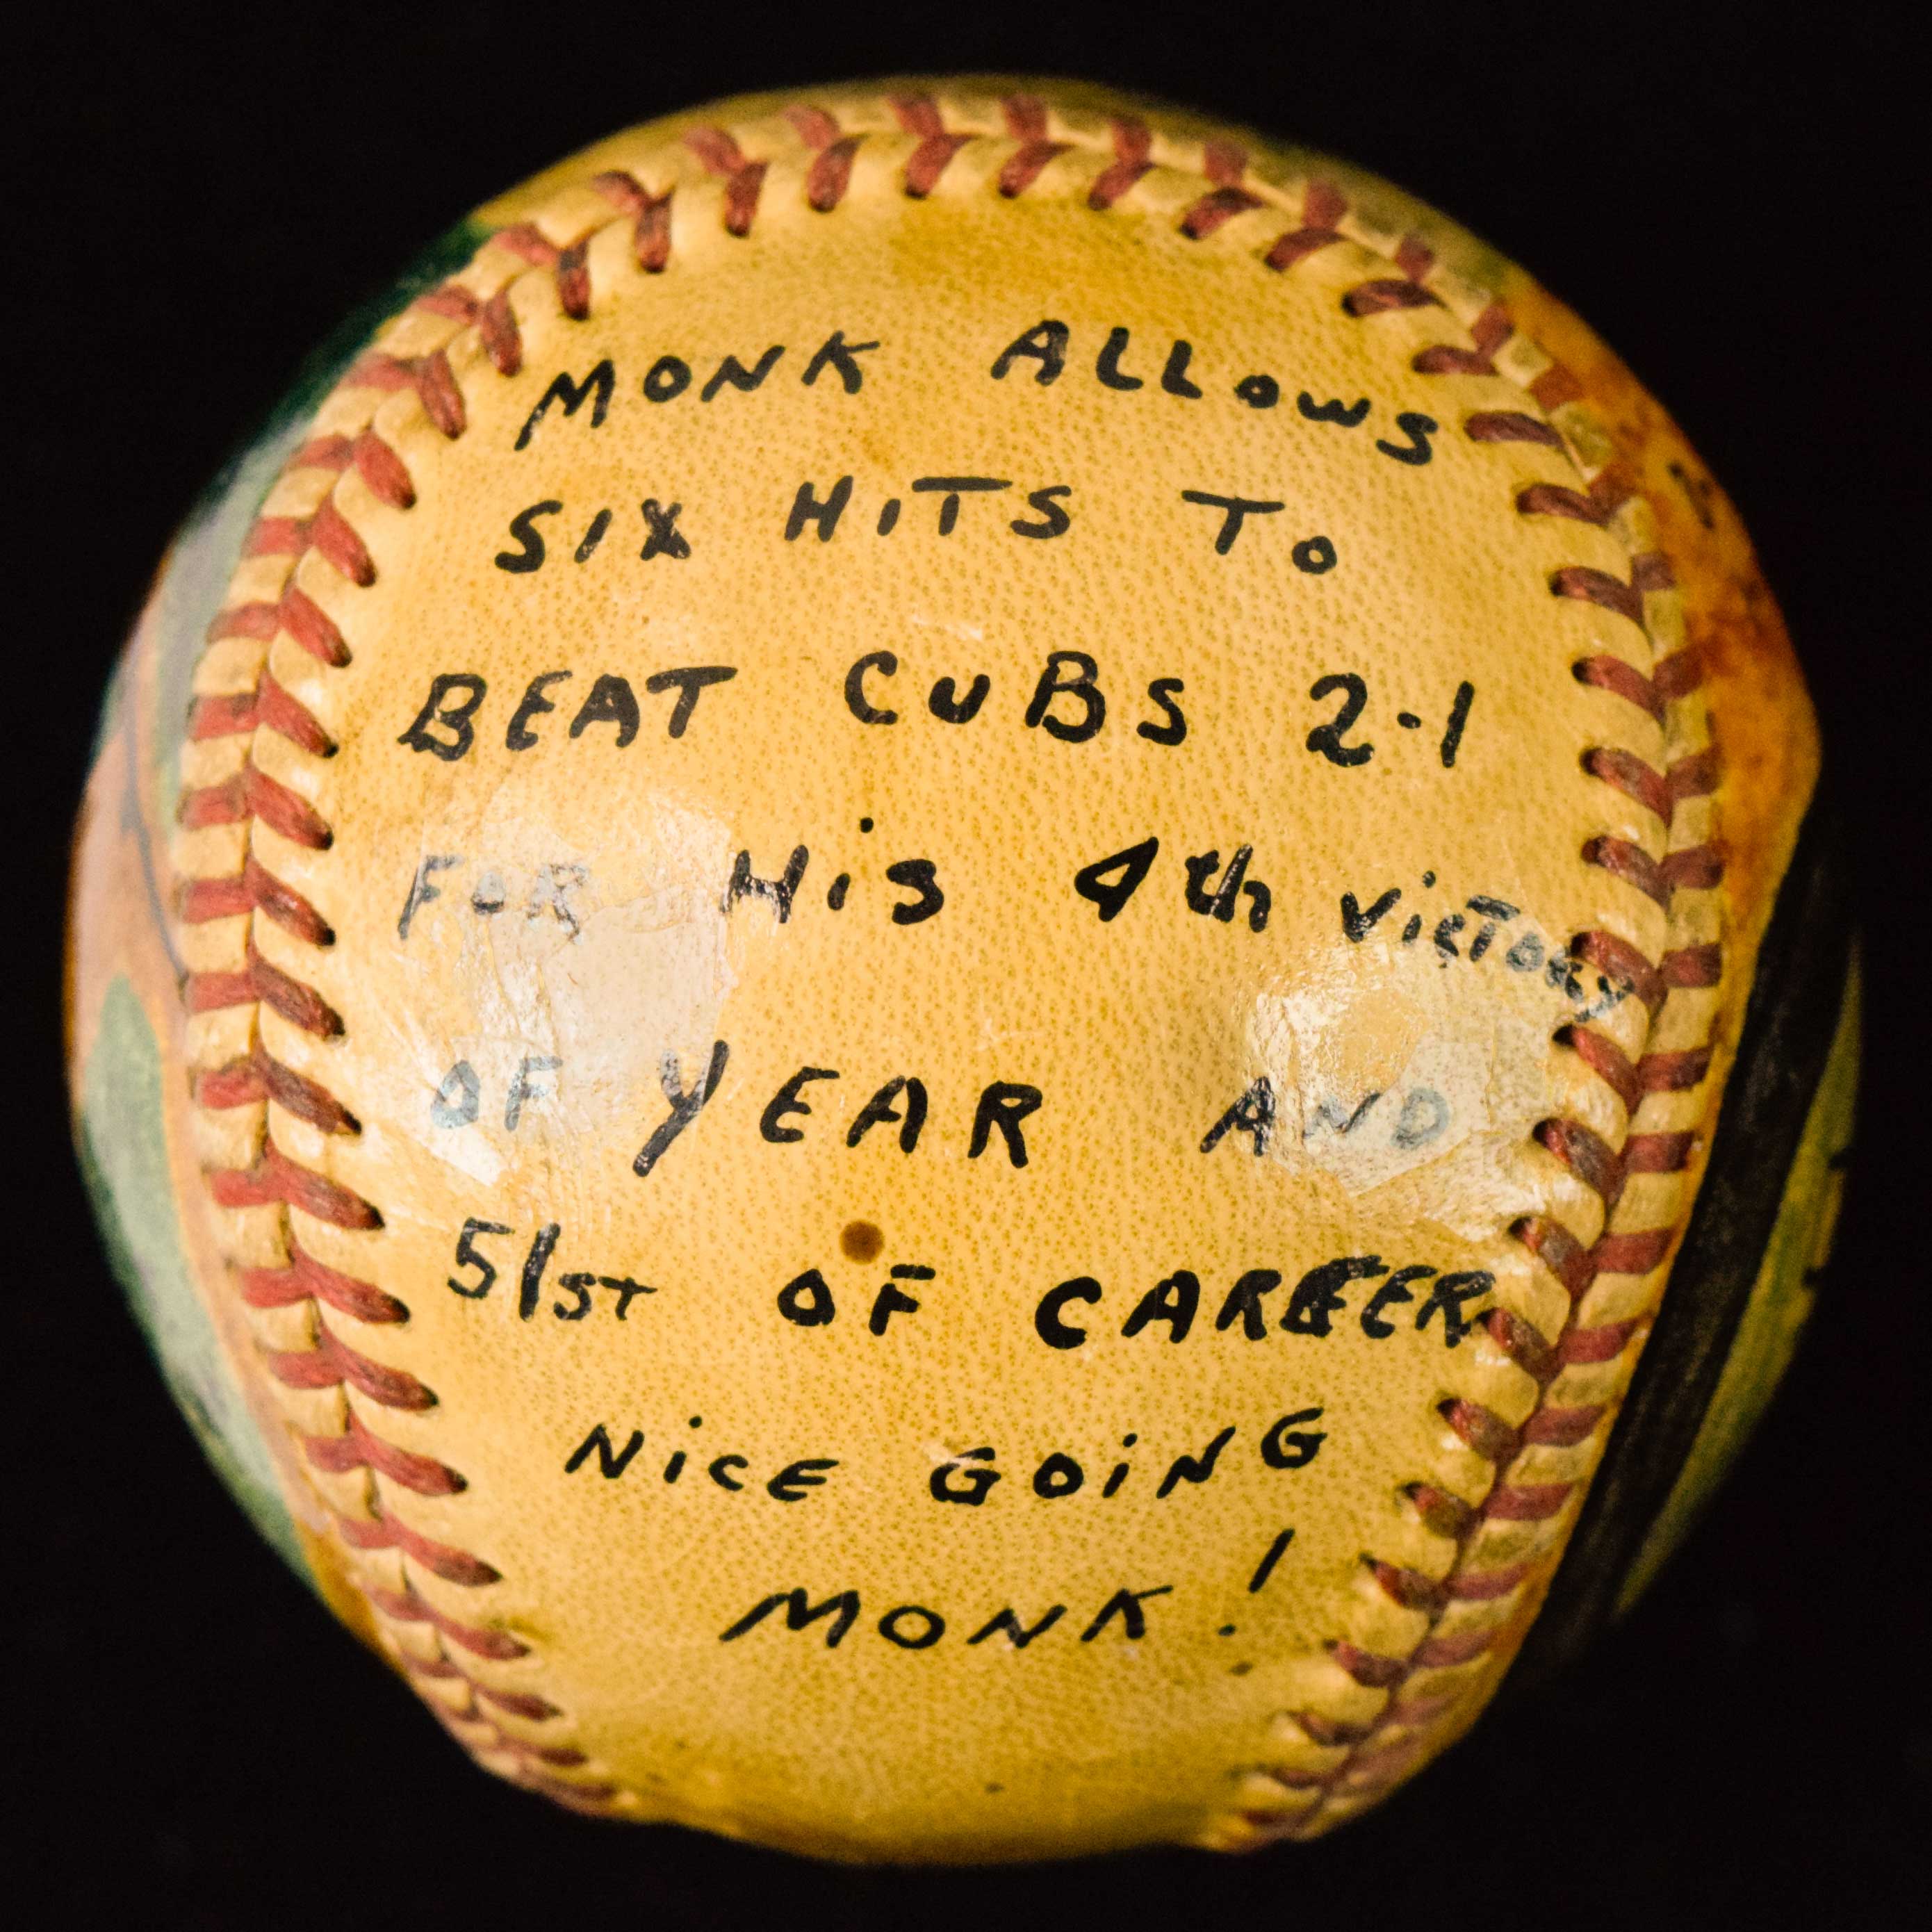 MONK ALLOWS
SIX HITS TO
BEAT CUBS 2-1
FOR HiS 4th ViCTORY
OF YEAR AND
51ST OF CAREER
NiCE GOiNG
MONK!